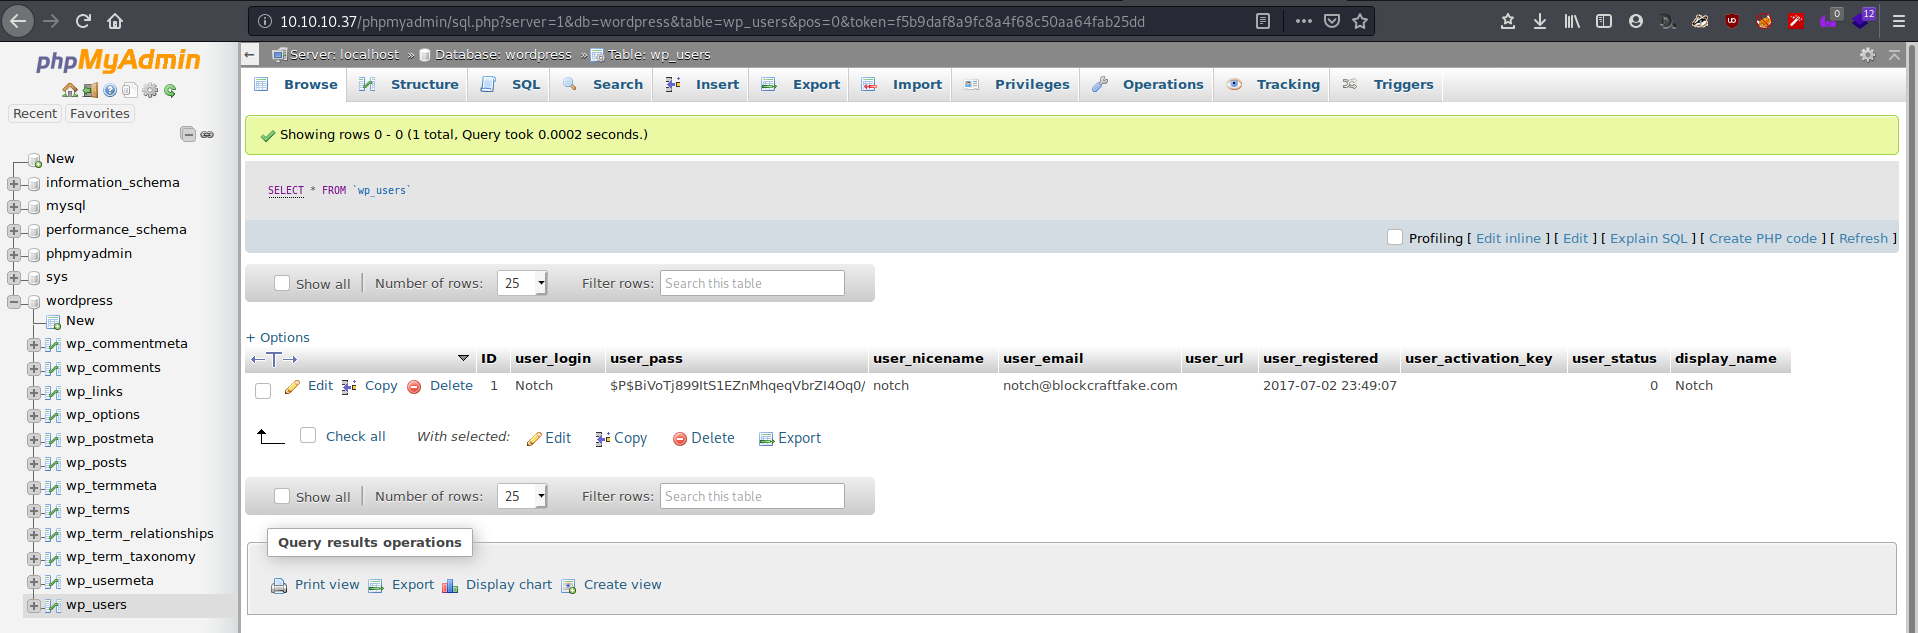 10.10.10.37/phpmyadmin/sql.php?server=1&db=wordpress&table=wp_users&pos=0&token=f5b9daf8a9fc8a4f68c50aa64fab25dd
0
12
phpMyAdmin
Recent Favorites
New
information_schema
mysql
performance_schema
phpmyadmin
sys
wordpress
New
wp_commentmeta
wp_comments
wp_links
wp_options
wp_postmeta
wp_posts
wp_termmeta
wp_terms
wp_term_relationships
wp_term_taxonomy
wp_usermeta
wp_users
Server: localhost » Database: wordpress » Table: wp_users
Browse Structure SQL Search Insert Export Import Privileges Operations Tracking Triggers
Showing rows 0 - 0 (1 total, Query took 0.0002 seconds.)
SELECT * FROM `wp_users`
Profiling [ Edit inline ] [ Edit ] [ Explain SQL ] [ Create PHP code ] [ Refresh ]
Show all | Number of rows: 25 Filter rows: Search this table
+ Options
←T→ ID user_login user_pass user_nicename user_email user_url user_registered user_activation_key user_status display_name
Edit Copy Delete 1 Notch $P$BiVoTj899ItS1EZnMhqeqVbrZI4Oq0/ notch notch@blockcraftfake.com 2017-07-02 23:49:07 0 Notch
Check all With selected: Edit Copy Delete Export
Show all | Number of rows: 25 Filter rows: Search this table
Query results operations
Print view Export Display chart Create view